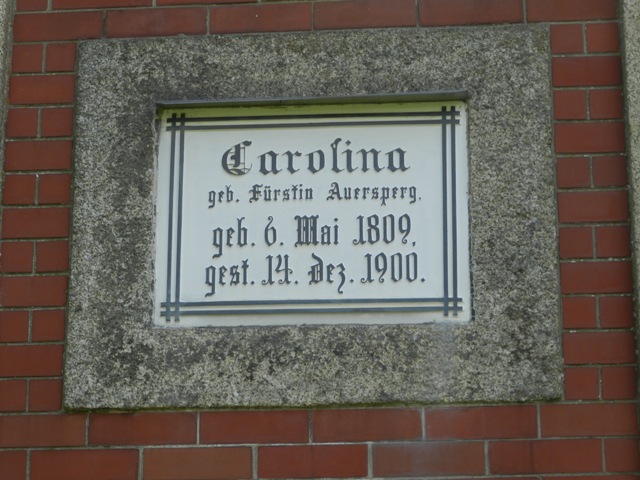 Carolina
geb. Fürstin Auersperg.
geb. 6. Mai 1809,
gest. 14. Dez. 1900.